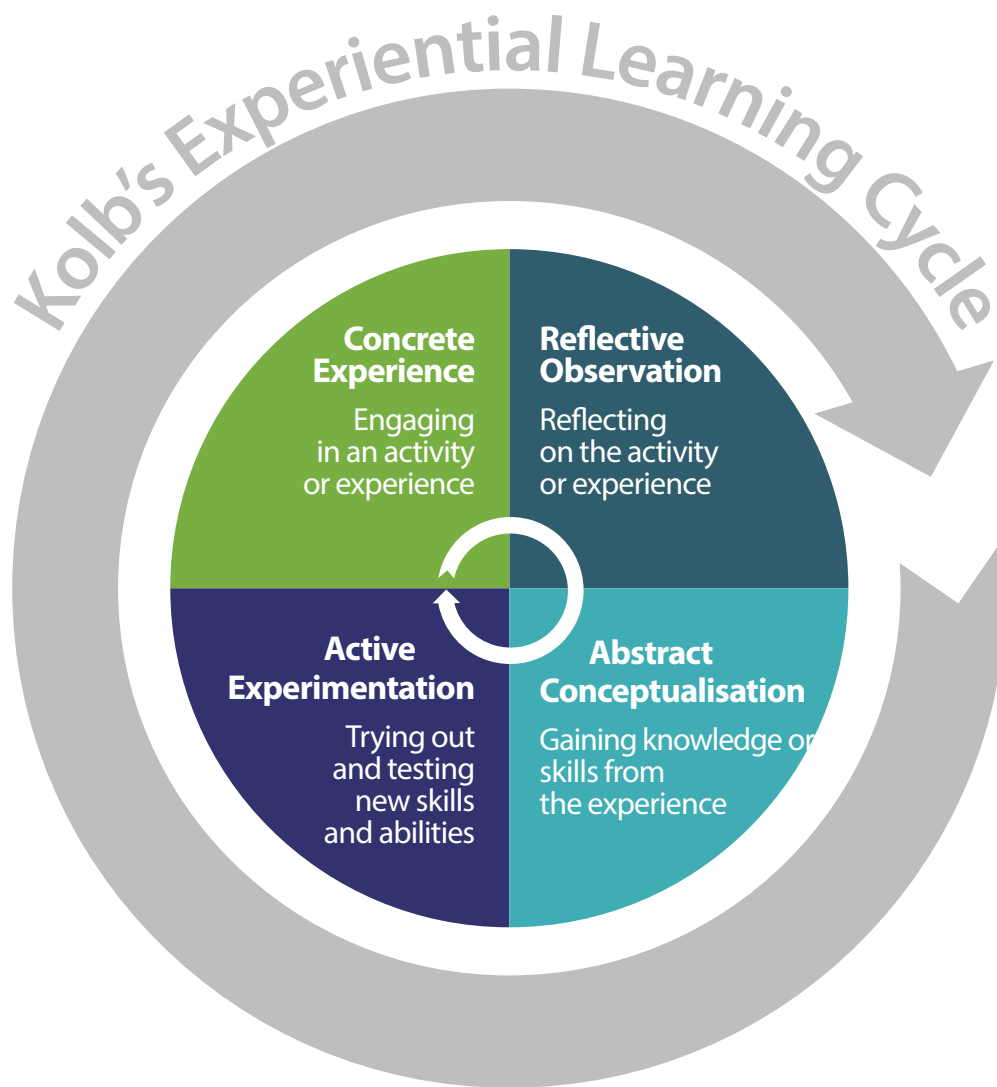 Kolb's Experiential Learning Cycle
Concrete
Experience
Engaging
in an activity
or experience
Reflective
Observation
Reflecting
on the activity
or experience
Active
Experimentation
Trying out
and testing
new skills
and abilities
Abstract
Conceptualisation
Gaining knowledge or
skills from
the experience